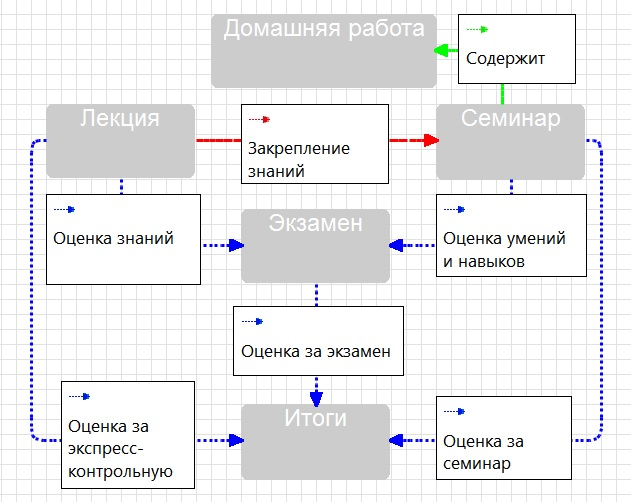 Домашняя работа
Содержит
Лекция
Закрепление
знаний
Семинар
Оценка знаний
Экзамен
Оценка умений
и навыков
Оценка за экзамен
Оценка за
экспресс-
контрольную
Итоги
Оценка за
семинар